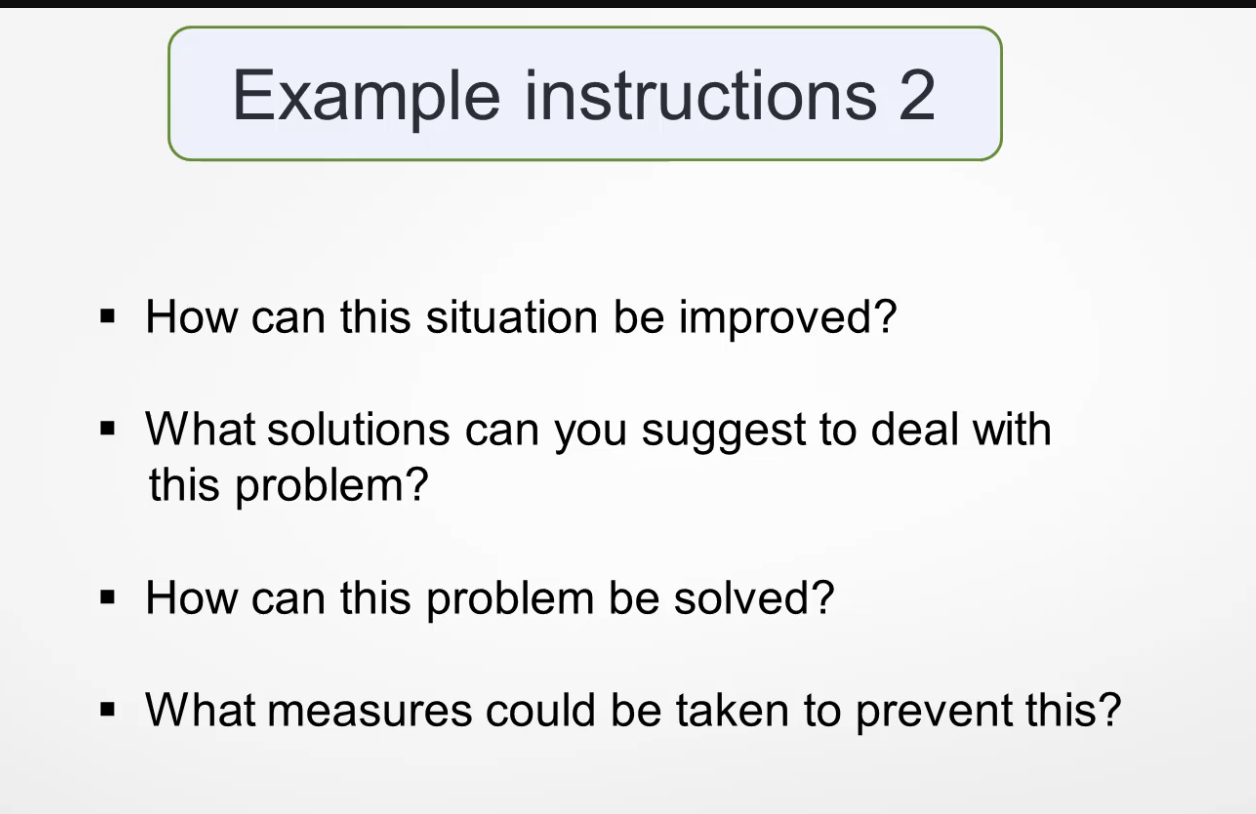 Example instructions 2
▪ How can this situation be improved?
▪ What solutions can you suggest to deal with
this problem?
▪ How can this problem be solved?
▪ What measures could be taken to prevent this?